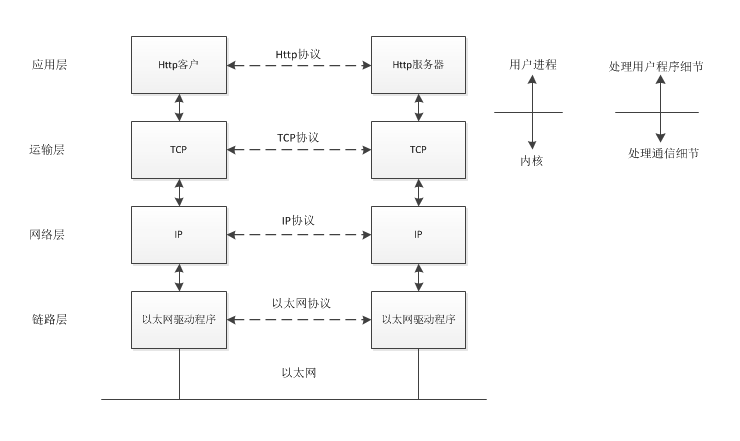 应用层
Http客户
Http协议
Http服务器
用户进程
处理用户程序细节
运输层
TCP
TCP协议
TCP
内核
处理通信细节
网络层
IP
IP协议
IP
链路层
以太网驱动程序
以太网协议
以太网驱动程序
以太网